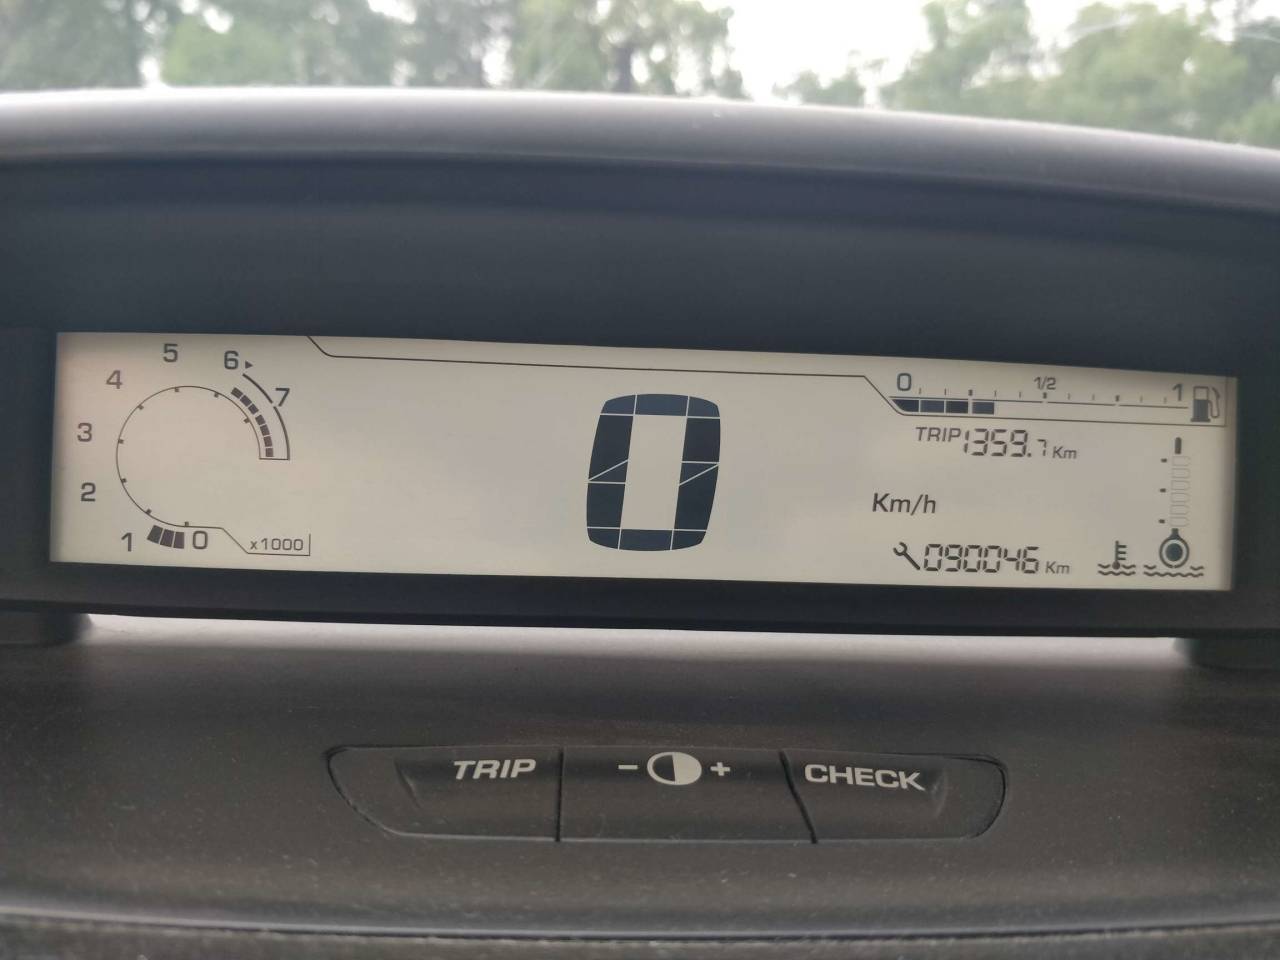 5 6
4 7
3
2
1 0 x1000
0
0 1/2 1
TRIP 1359.7 Km
Km/h
090046 Km
TRIP - + CHECK